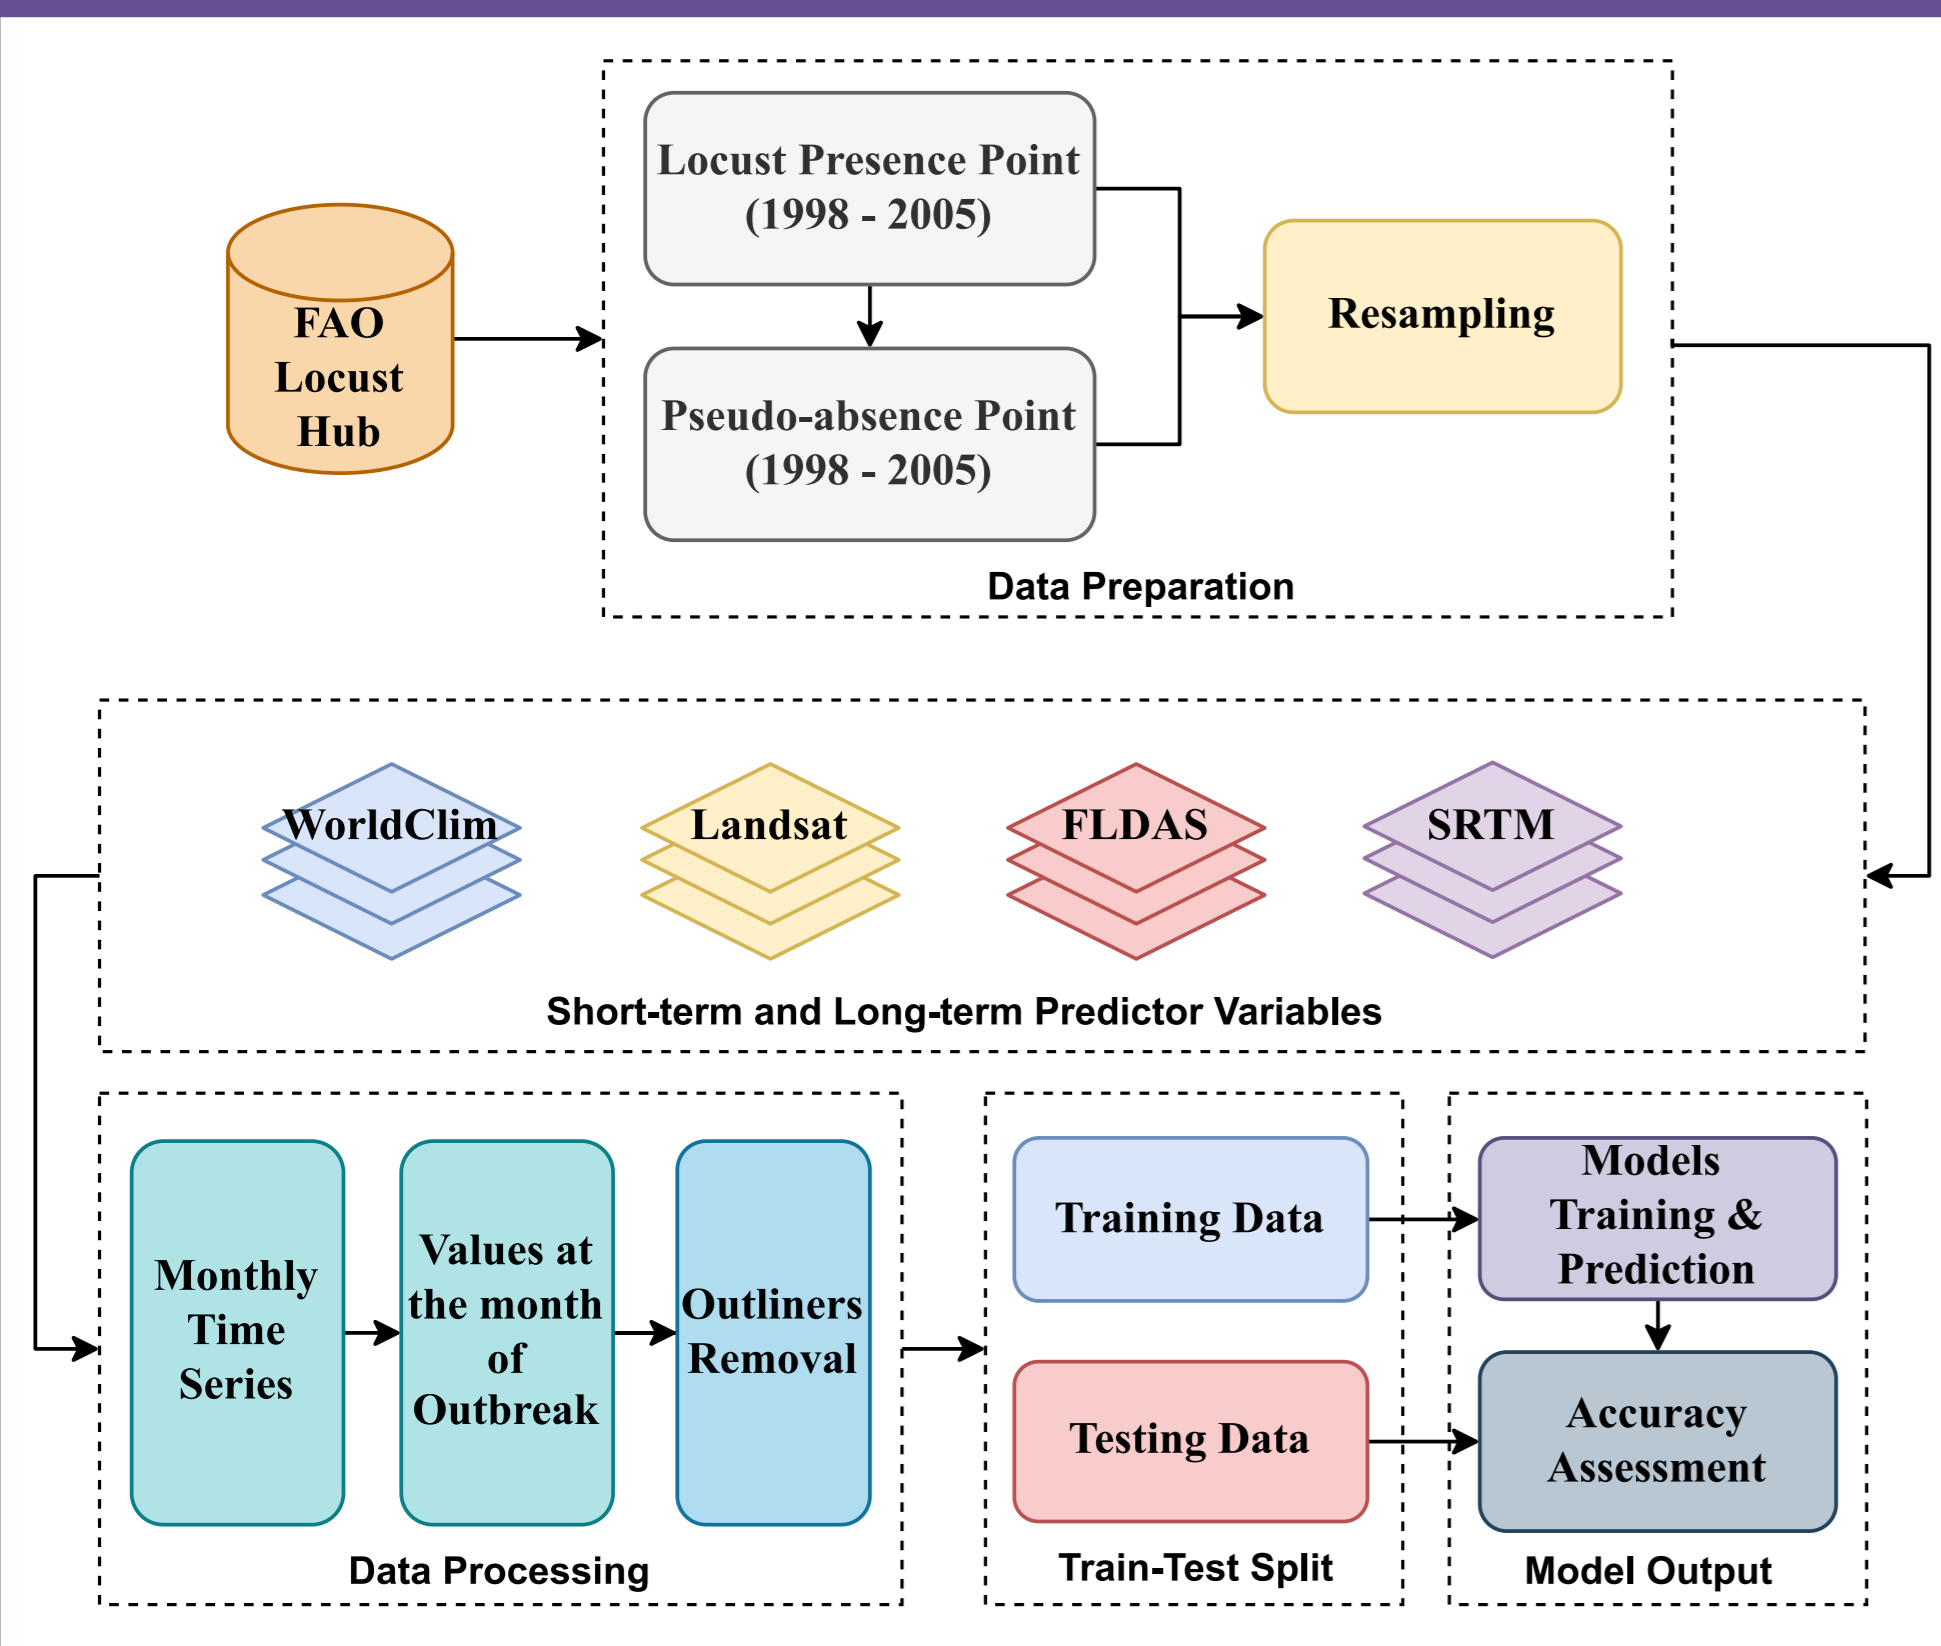 FAO
Locust
Hub
Locust Presence Point
(1998 - 2005)
Pseudo-absence Point
(1998 - 2005)
Resampling
Data Preparation
WorldClim
Landsat
FLDAS
SRTM
Short-term and Long-term Predictor Variables
Monthly
Time
Series
Values at
the month
of
Outbreak
Outliners
Removal
Data Processing
Training Data
Testing Data
Train-Test Split
Models
Training &
Prediction
Accuracy
Assessment
Model Output